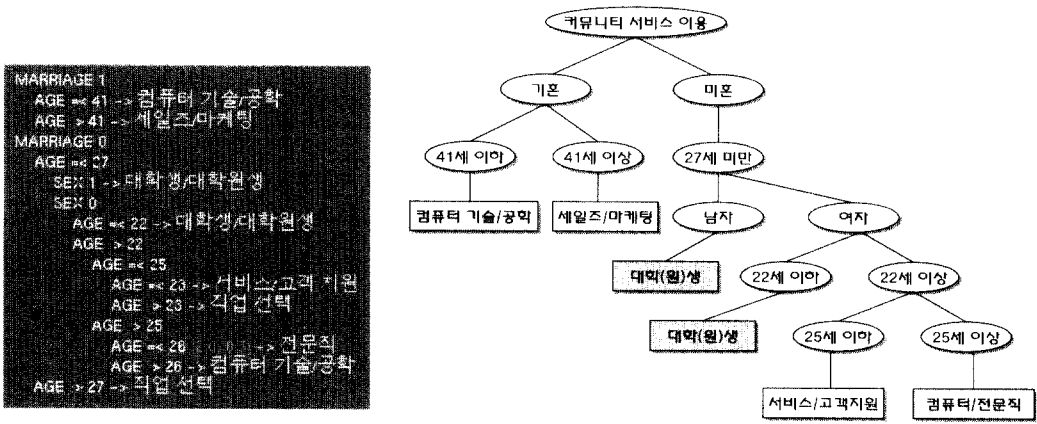 MARRIAGE 1
AGE =< 41 -> 컴퓨터 기술/공학
AGE > 41 -> 세일즈/마케팅
MARRIAGE 0
AGE =< 27
SEX 1 -> 대학생/대학원생
SEX 0
AGE =< 22 -> 대학생/대학원생
AGE > 22
AGE =< 25
AGE =< 23 -> 서비스/고객 지원
AGE > 23 -> 직업 선택
AGE > 25
AGE =< 26 -> 전문직
AGE > 26 -> 컴퓨터 기술/공학
AGE > 27 -> 직업 선택
커뮤니티 서비스 이용
기혼
미혼
41세 이하
41세 이상
27세 미만
컴퓨터 기술/공학
세일즈/마케팅
남자
여자
대학(원)생
22세 이하
22세 이상
대학(원)생
25세 이하
25세 이상
서비스/고객지원
컴퓨터/전문직